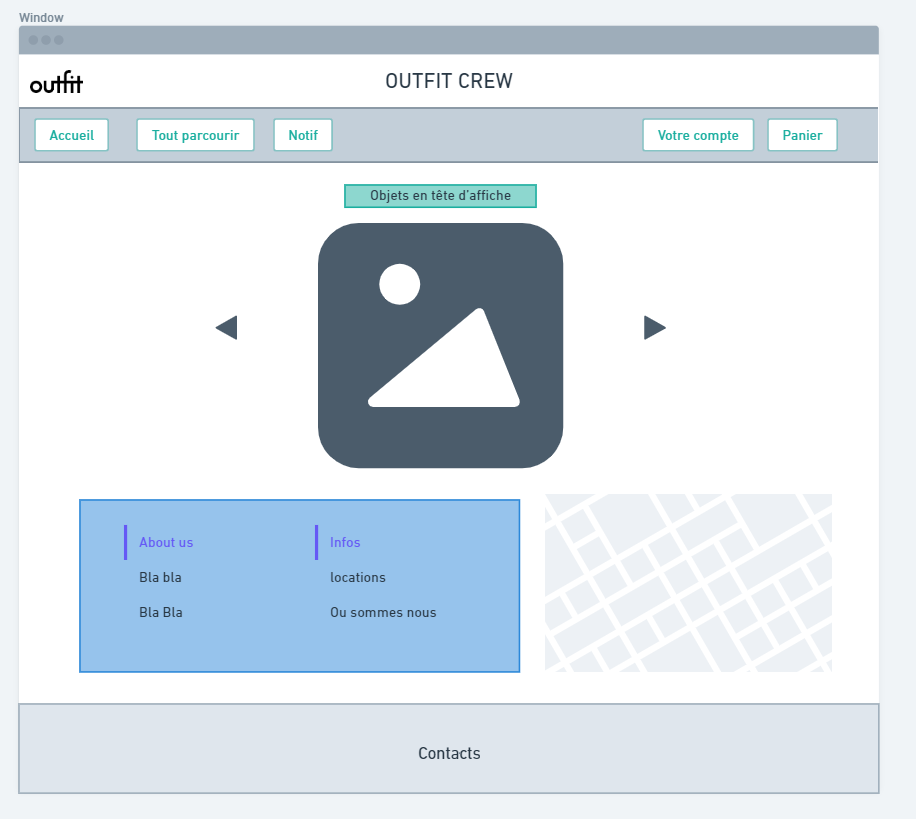 Window
outfit
OUTFIT CREW
Accueil
Tout parcourir
Notif
Votre compte
Panier
Objets en tête d'affiche
About us
Infos
Bla bla
locations
Bla Bla
Ou sommes nous
Contacts